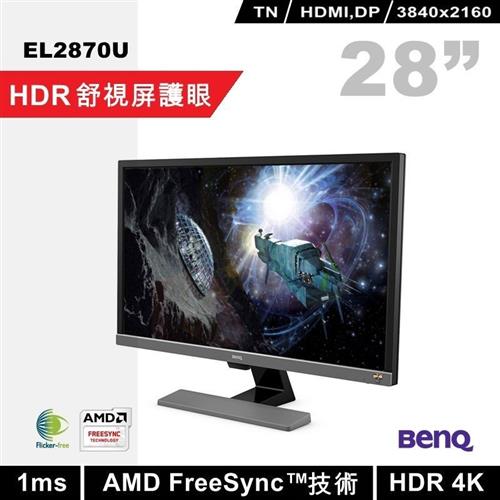 TN / HDMI,DP / 3840x2160
EL2870U
28”
HDR 舒視屏護眼
BenQ
Flicker-free
AMD
FREESYNC
TECHNOLOGY
BenQ
1ms / AMD FreeSync™技術 / HDR 4K